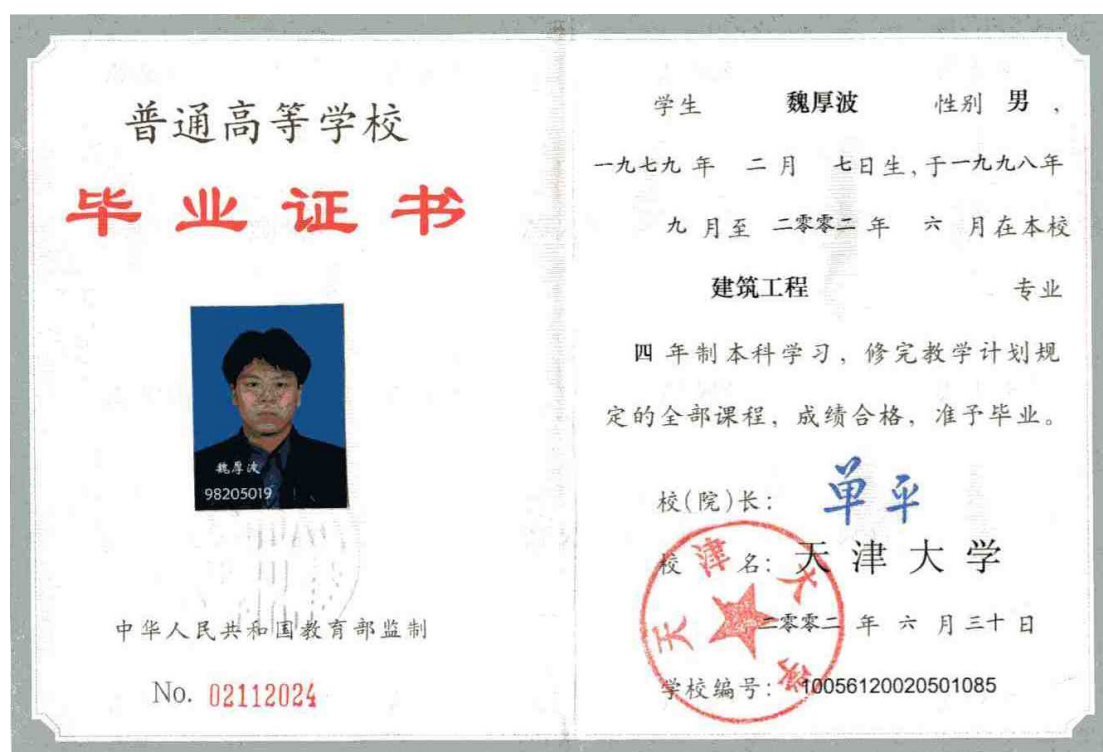 普通高等学校
毕业证书
魏厚波
98205019
中华人民共和国教育部监制
No. 02112024
学生 魏厚波 性别 男,
一九七九年 二月 七日生,于一九九八年
九月至 二零零二年 六月在本校
建筑工程 专业
四年制本科学习,修完教学计划规
定的全部课程,成绩合格,准予毕业。
校(院)长: 单平
校名: 天津大学
二零零二年六月三十日
学校编号: 10056120020501085
天津大学